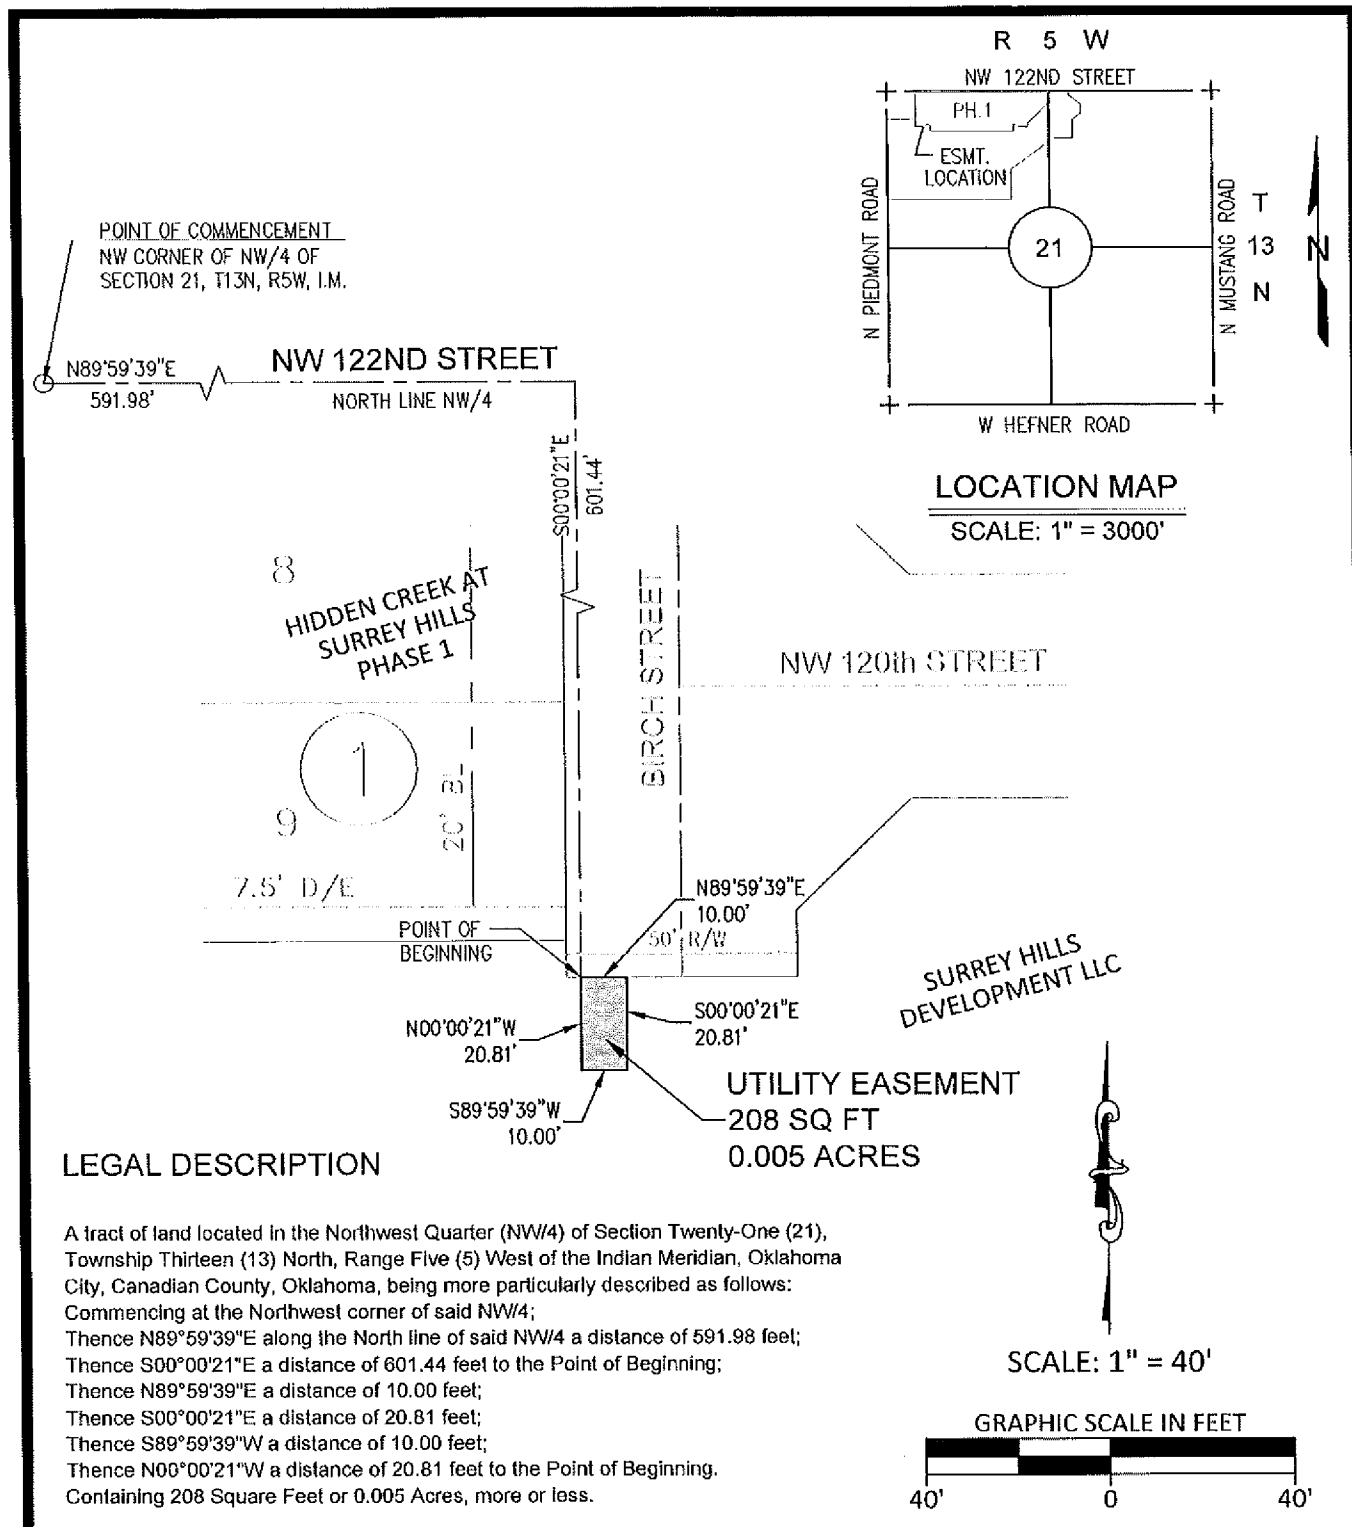 R 5 W
NW 122ND STREET
PH.1
ESMT.
LOCATION
N PIEDMONT ROAD
21
N MUSTANG ROAD
T
13
N
N
W HEFNER ROAD
LOCATION MAP
SCALE: 1" = 3000'
POINT OF COMMENCEMENT
NW CORNER OF NW/4 OF
SECTION 21, T13N, R5W, I.M.
N89°59'39"E
591.98'
NW 122ND STREET
NORTH LINE NW/4
S00°00'21"E
601.44'
8
HIDDEN CREEK AT
SURREY HILLS
PHASE 1
BIRCH STREET
NW 120th STREET
1
9
20' BL
7.5' D/E
N89°59'39"E
10.00'
POINT OF
BEGINNING
50' R/W
SURREY HILLS
DEVELOPMENT LLC
N00°00'21"W
20.81'
S00°00'21"E
20.81'
S89°59'39"W
10.00'
UTILITY EASEMENT
208 SQ FT
0.005 ACRES
LEGAL DESCRIPTION
A tract of land located in the Northwest Quarter (NW/4) of Section Twenty-One (21),
Township Thirteen (13) North, Range Five (5) West of the Indian Meridian, Oklahoma
City, Canadian County, Oklahoma, being more particularly described as follows:
Commencing at the Northwest corner of said NW/4;
Thence N89°59'39"E along the North line of said NW/4 a distance of 591.98 feet;
Thence S00°00'21"E a distance of 601.44 feet to the Point of Beginning;
Thence N89°59'39"E a distance of 10.00 feet;
Thence S00°00'21"E a distance of 20.81 feet;
Thence S89°59'39"W a distance of 10.00 feet;
Thence N00°00'21"W a distance of 20.81 feet to the Point of Beginning.
Containing 208 Square Feet or 0.005 Acres, more or less.
SCALE: 1" = 40'
GRAPHIC SCALE IN FEET
40' 0 40'